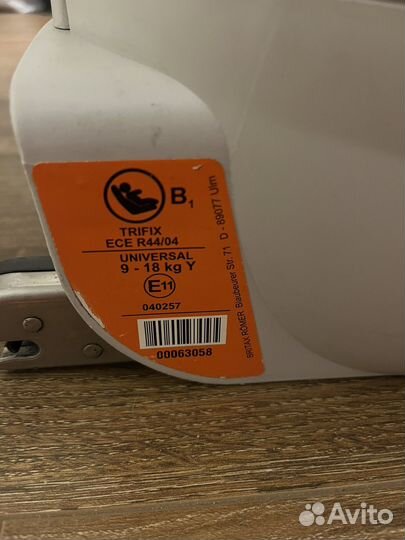 B1
TRIFIX
ECE R44/04
UNIVERSAL
9 - 18 kg Y
E11
040257
00063058
BRITAX RÖMER Blaubeurer Str. 71 D - 89077 Ulm
Avito